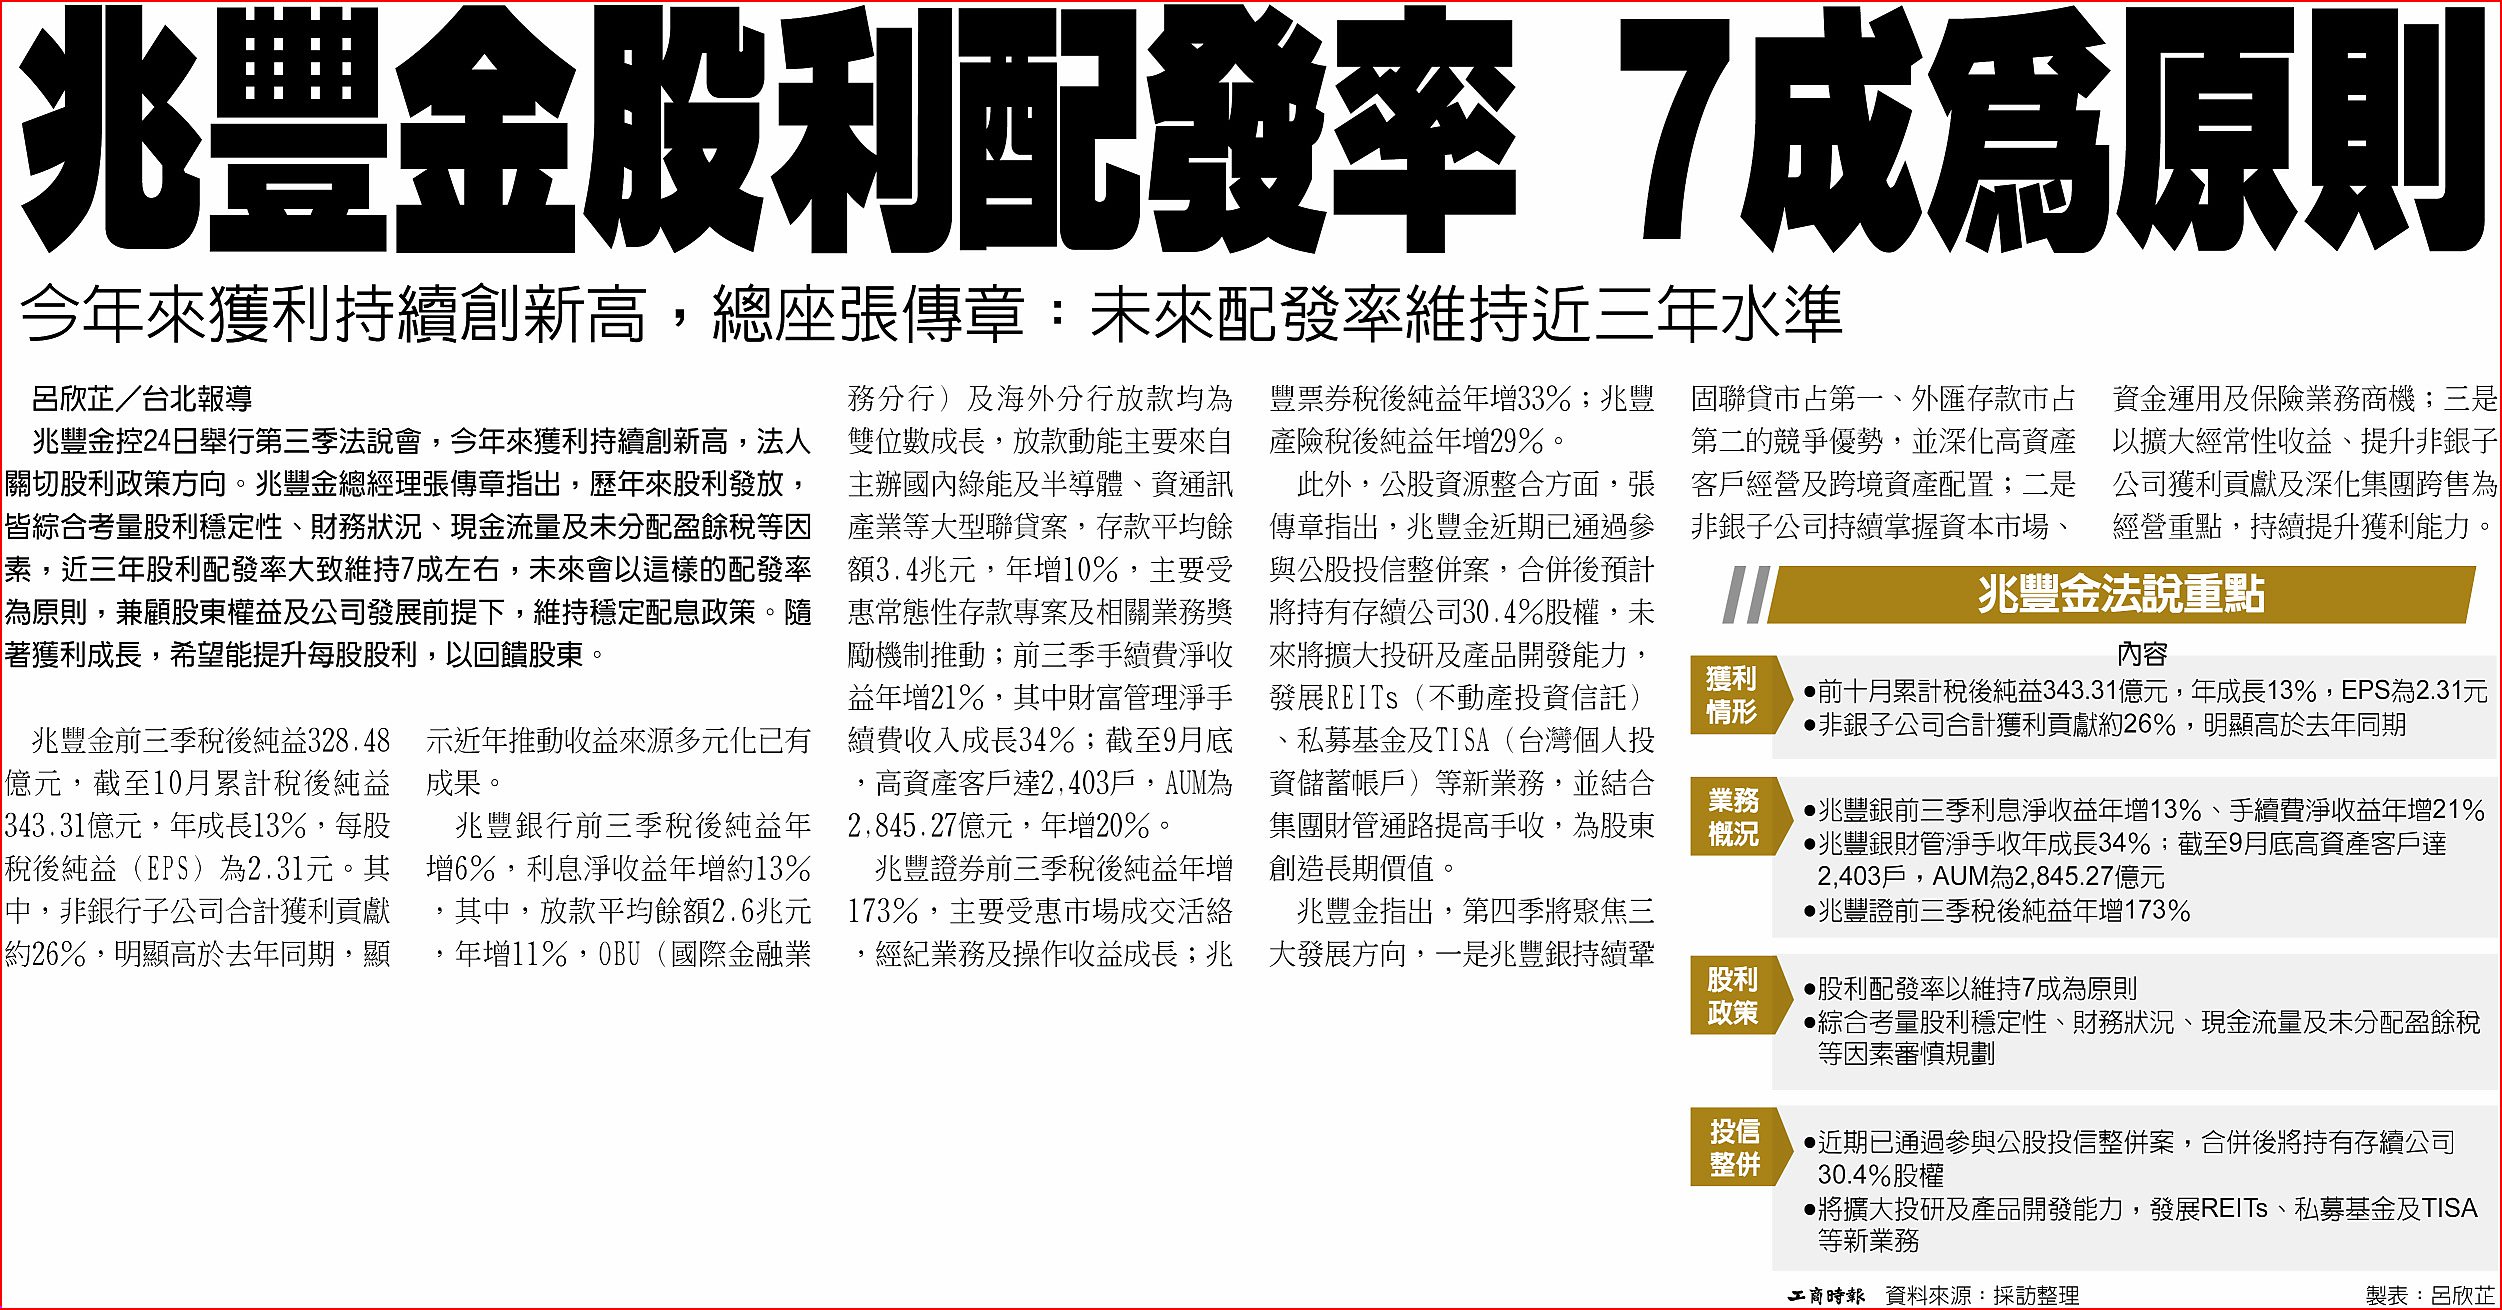 兆豐金股利配發率 7成為原則
今年來獲利持續創新高，總座張傳章：未來配發率維持近三年水準
呂欣芷／台北報導
兆豐金控24日舉行第三季法說會，今年來獲利持續創新高，法人
關切股利政策方向。兆豐金總經理張傳章指出，歷年來股利發放，
皆綜合考量股利穩定性、財務狀況、現金流量及未分配盈餘稅等因
素，近三年股利配發率大致維持7成左右，未來會以這樣的配發率
為原則，兼顧股東權益及公司發展前提下，維持穩定配息政策。隨
著獲利成長，希望能提升每股股利，以回饋股東。
兆豐金前三季稅後純益328.48
億元，截至10月累計稅後純益
343.31億元，年成長13%，每股
稅後純益（EPS）為2.31元。其
中，非銀行子公司合計獲利貢獻
約26%，明顯高於去年同期，顯
示近年推動收益來源多元化已有
成果。
兆豐銀行前三季稅後純益年
增6%，利息淨收益年增約13%
，其中，放款平均餘額2.6兆元
，年增11%，OBU（國際金融業
務分行）及海外分行放款均為
雙位數成長，放款動能主要來自
主辦國內綠能及半導體、資通訊
產業等大型聯貸案，存款平均餘
額3.4兆元，年增10%，主要受
惠常態性存款專案及相關業務獎
勵機制推動；前三季手續費淨收
益年增21%，其中財富管理淨手
續費收入成長34%；截至9月底
，高資產客戶達2,403戶，AUM為
2,845.27億元，年增20%。
兆豐證券前三季稅後純益年增
173%，主要受惠市場成交活絡
，經紀業務及操作收益成長；兆
豐票券稅後純益年增33%；兆豐
產險稅後純益年增29%。
此外，公股資源整合方面，張
傳章指出，兆豐金近期已通過參
與公股投信整併案，合併後預計
將持有存續公司30.4%股權，未
來將擴大投研及產品開發能力，
發展REITs（不動產投資信託）
、私募基金及TISA（台灣個人投
資儲蓄帳戶）等新業務，並結合
集團財管通路提高手收，為股東
創造長期價值。
兆豐金指出，第四季將聚焦三
大發展方向，一是兆豐銀持續鞏
固聯貸市占第一、外匯存款市占
第二的競爭優勢，並深化高資產
客戶經營及跨境資產配置；二是
非銀子公司持續掌握資本市場、
資金運用及保險業務商機；三是
以擴大經常性收益、提升非銀子
公司獲利貢獻及深化集團跨售為
經營重點，持續提升獲利能力。
兆豐金法說重點
內容
獲利
情形
●前十月累計稅後純益343.31億元，年成長13%，EPS為2.31元
●非銀子公司合計獲利貢獻約26%，明顯高於去年同期
業務
概況
●兆豐銀前三季利息淨收益年增13%、手續費淨收益年增21%
●兆豐銀財管淨手收年成長34%；截至9月底高資產客戶達
2,403戶，AUM為2,845.27億元
●兆豐證前三季稅後純益年增173%
股利
政策
●股利配發率以維持7成為原則
●綜合考量股利穩定性、財務狀況、現金流量及未分配盈餘稅
等因素審慎規劃
投信
整併
●近期已通過參與公股投信整併案，合併後將持有存續公司
30.4%股權
●將擴大投研及產品開發能力，發展REITs、私募基金及TISA
等新業務
工商時報 資料來源：採訪整理 製表：呂欣芷